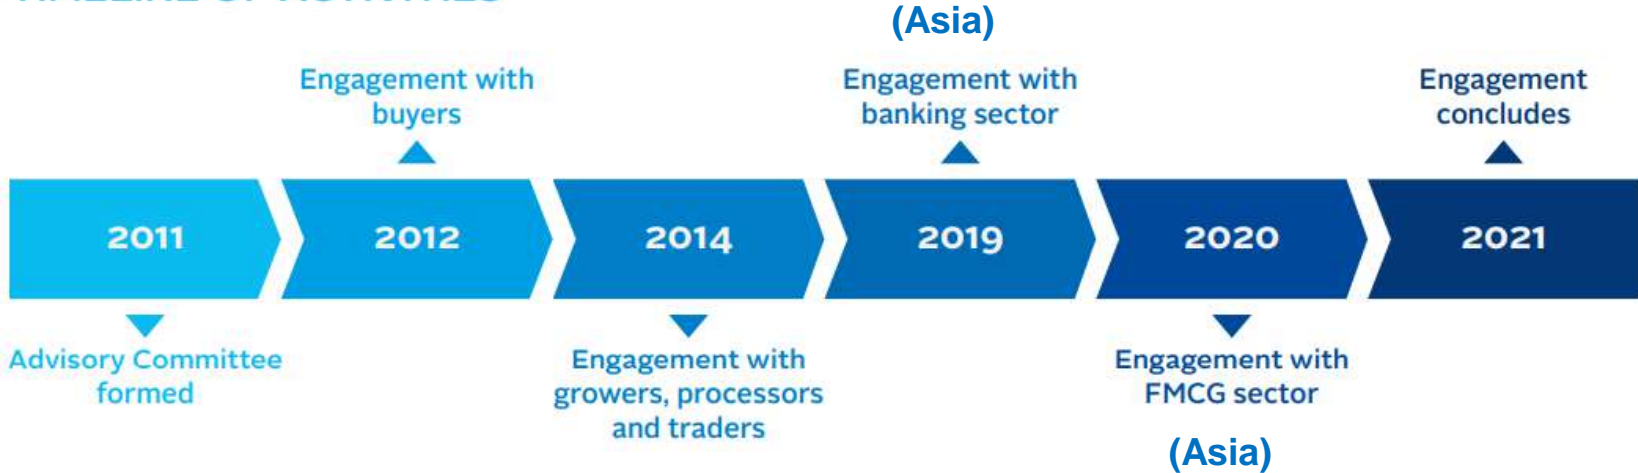 (Asia)
Engagement with
buyers
Engagement with
banking sector
Engagement
concludes
2011
2012
2014
2019
2020
2021
Advisory Committee
formed
Engagement with
growers, processors
and traders
Engagement with
FMCG sector
(Asia)